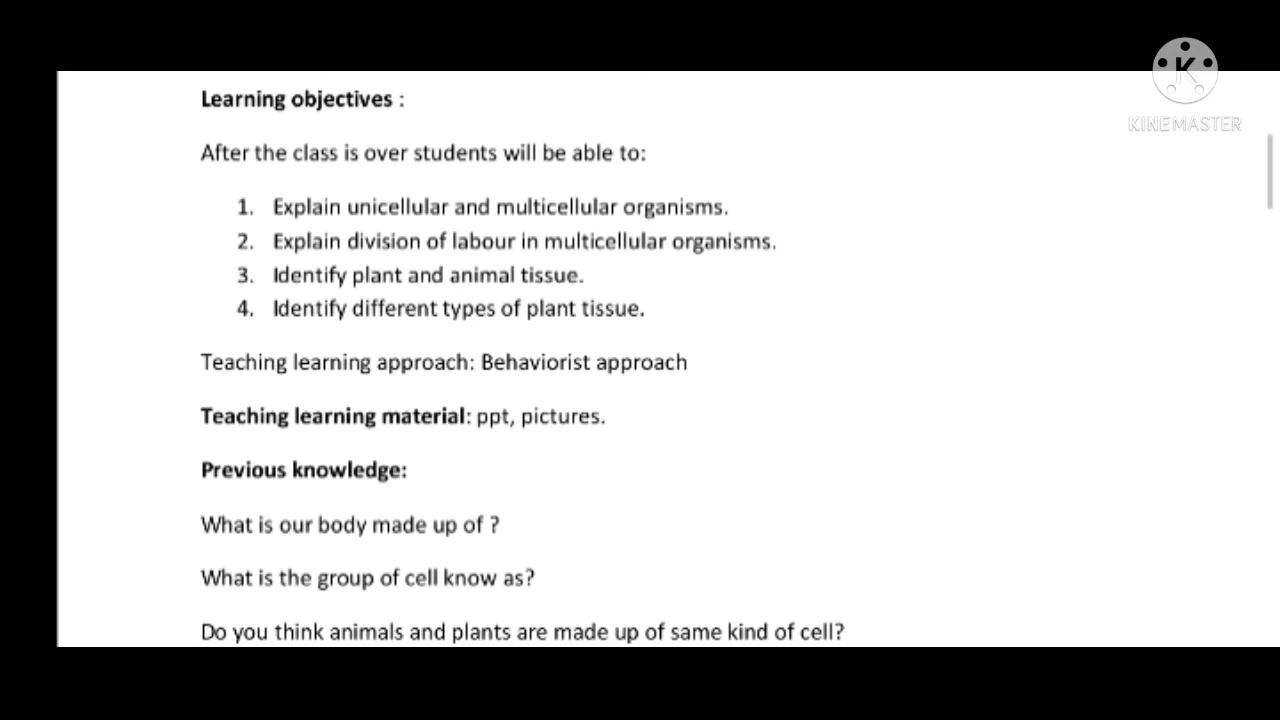 KINEMASTER
Learning objectives :
After the class is over students will be able to:
1. Explain unicellular and multicellular organisms.
2. Explain division of labour in multicellular organisms.
3. Identify plant and animal tissue.
4. Identify different types of plant tissue.
Teaching learning approach: Behaviorist approach
Teaching learning material: ppt, pictures.
Previous knowledge:
What is our body made up of ?
What is the group of cell know as?
Do you think animals and plants are made up of same kind of cell?